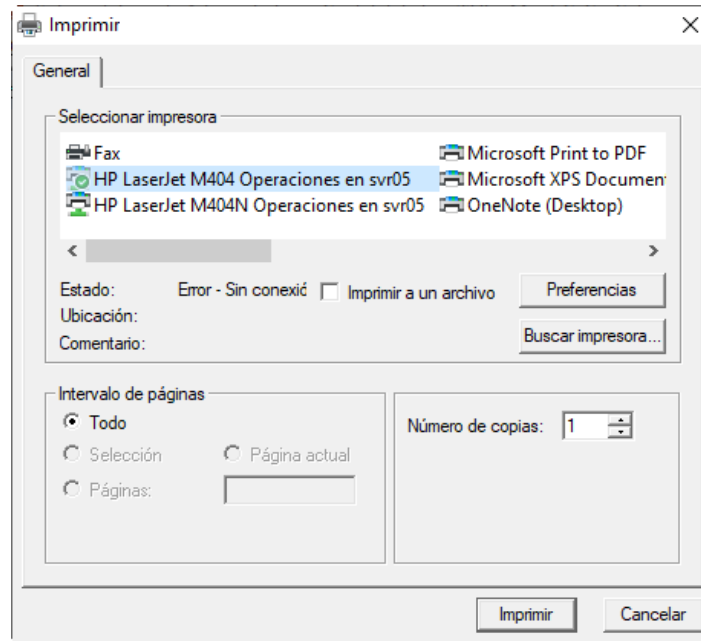 Imprimir
General
Seleccionar impresora
Fax
Microsoft Print to PDF
HP LaserJet M404 Operaciones en svr05
Microsoft XPS Documen
HP LaserJet M404N Operaciones en svr05
OneNote (Desktop)
Estado: Error - Sin conexió
Imprimir a un archivo
Preferencias
Ubicación:
Comentario:
Buscar impresora...
Intervalo de páginas
Todo
Selección
Página actual
Páginas:
Número de copias: 1
Imprimir
Cancelar